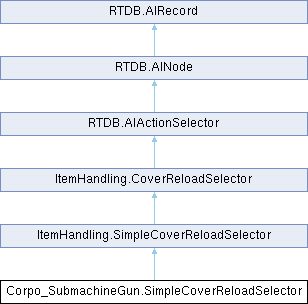 RTDB.AIRecord
RTDB.AINode
RTDB.AIActionSelector
ItemHandling.CoverReloadSelector
ItemHandling.SimpleCoverReloadSelector
Corpo_SubmachineGun.SimpleCoverReloadSelector